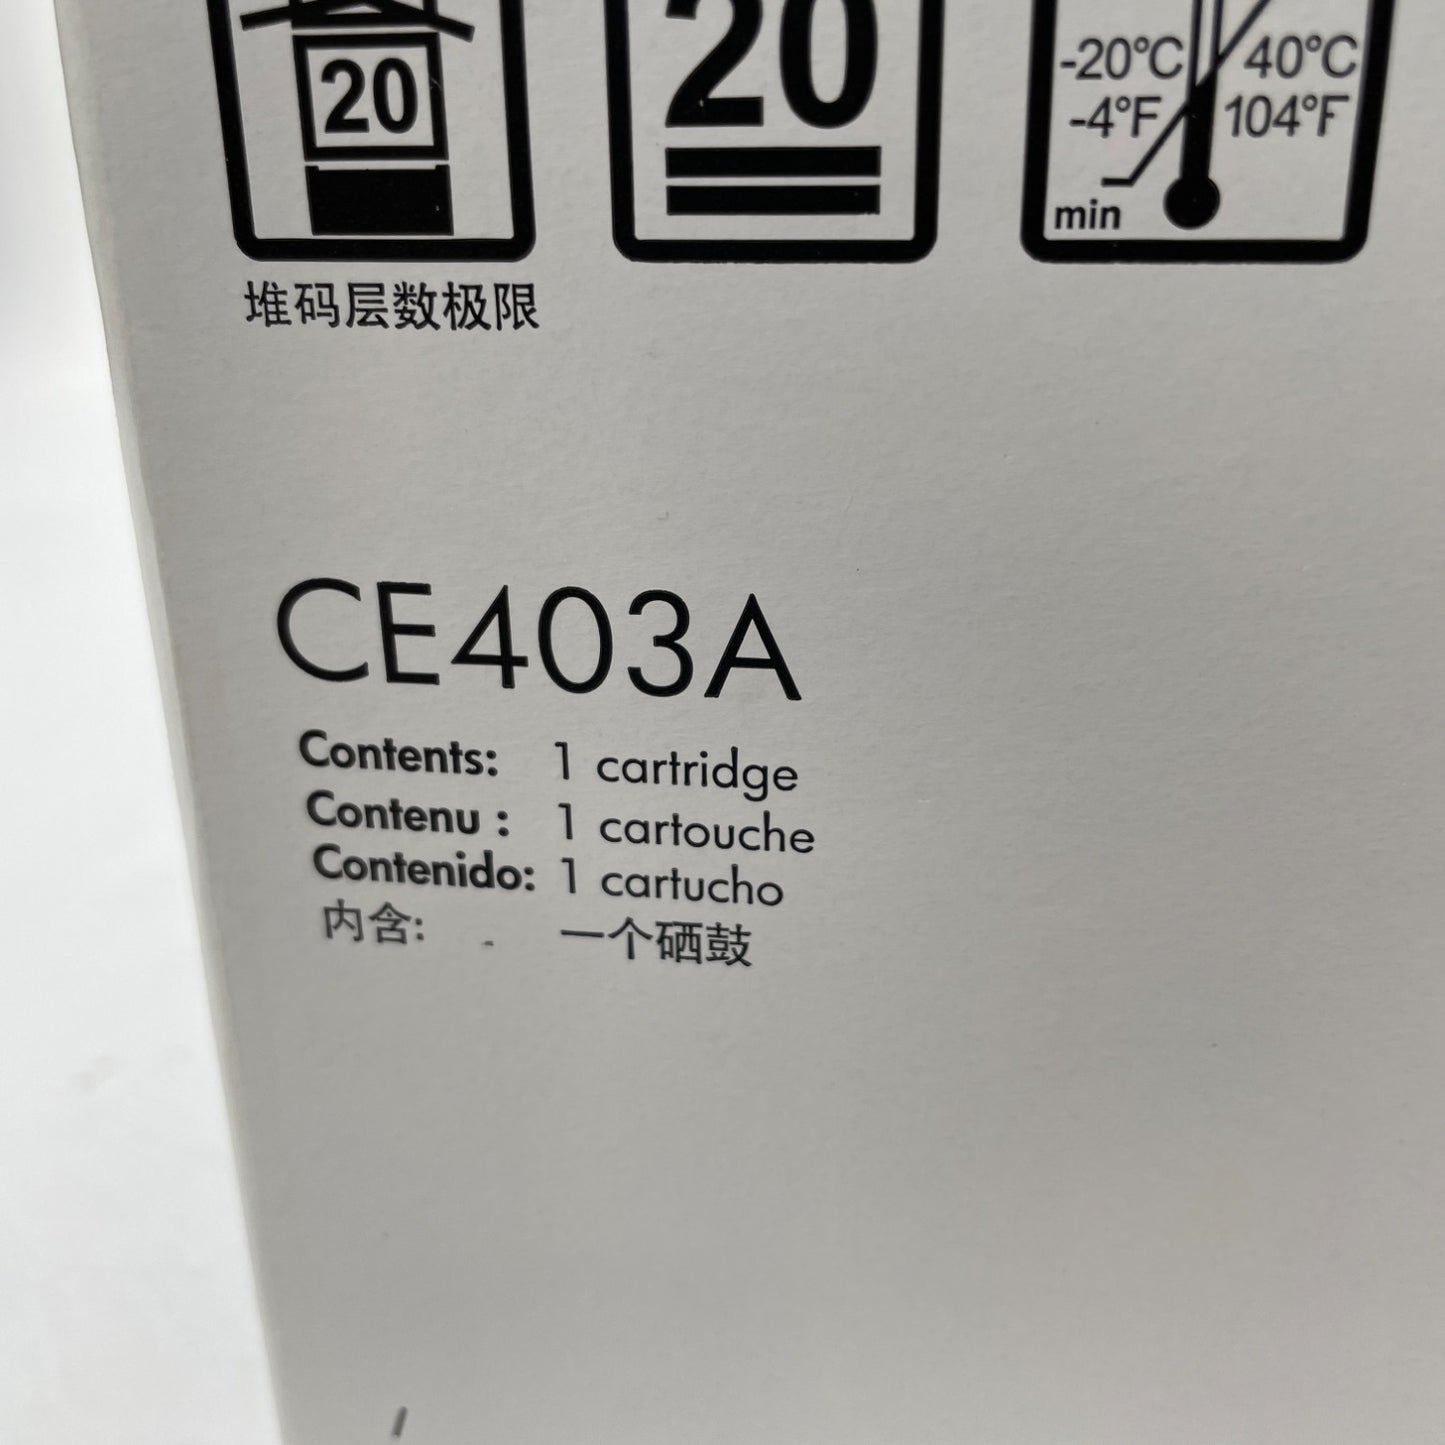 20
20
-20°C 40°C
-4°F 104°F
min
堆码层数极限
CE403A
Contents: 1 cartridge
Contenu : 1 cartouche
Contenido: 1 cartucho
内含: 一个硒鼓